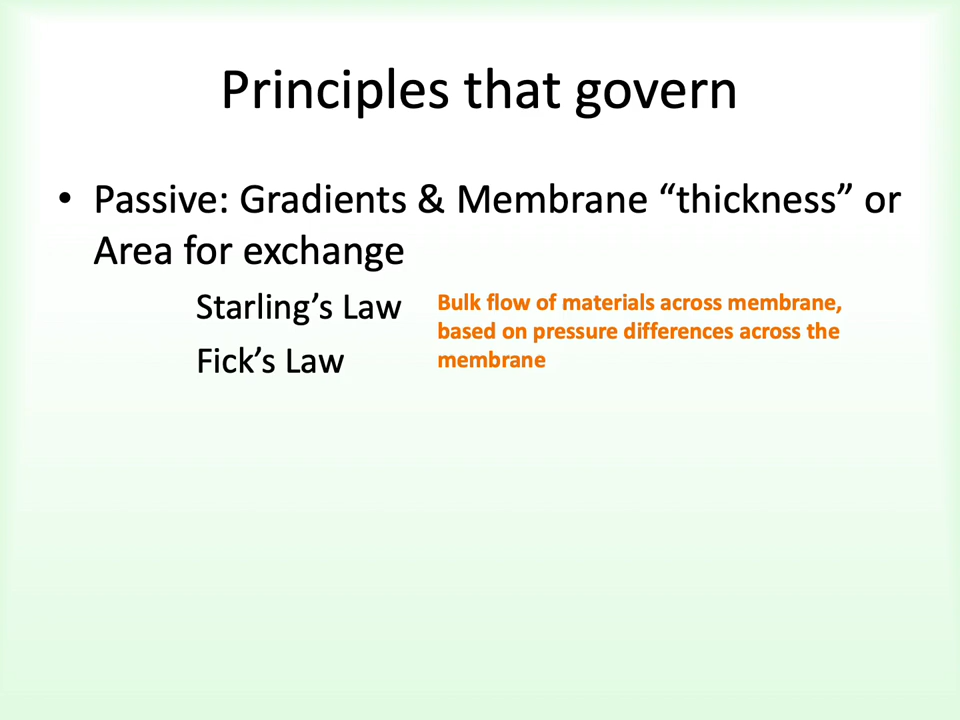 Principles that govern
• Passive: Gradients & Membrane “thickness” or
Area for exchange
Starling’s Law
Bulk flow of materials across membrane,
based on pressure differences across the
membrane
Fick’s Law